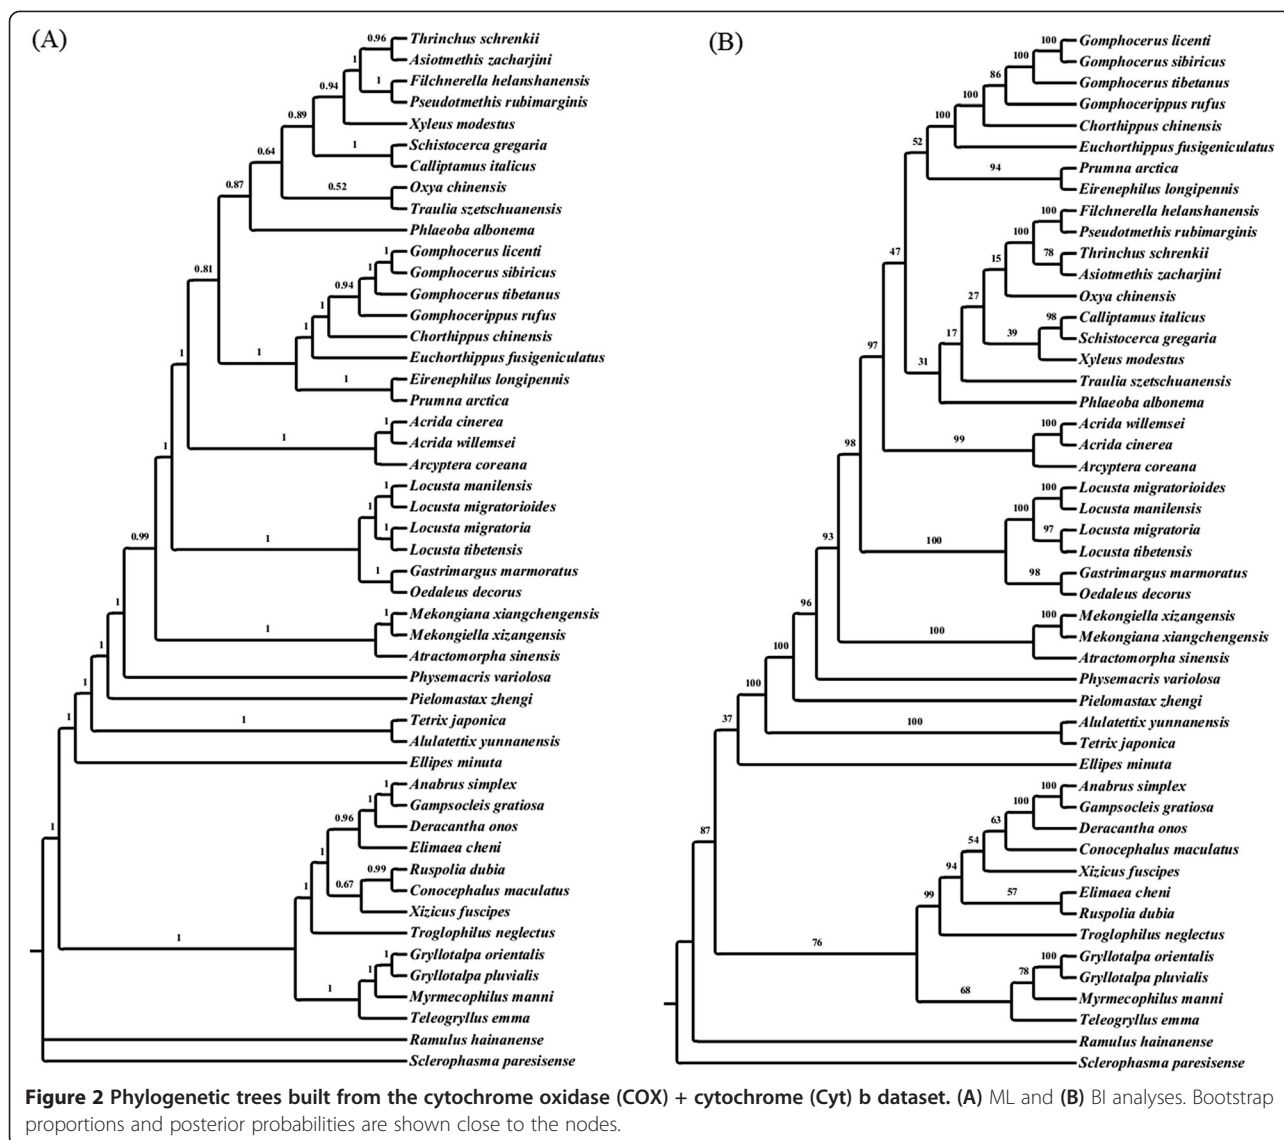 (A)
0.96
Thrinchus schrenkii
Asiotmethis zacharjini
1
1
Filchnerella helanshanensis
Pseudotmethis rubimarginis
0.94
Xyleus modestus
0.89
1
Schistocerca gregaria
Calliptamus italicus
0.64
0.52
Oxya chinensis
Traulia szetschuanensis
0.87
Phlaeoba albonema
1
Gomphocerus licenti
1
Gomphocerus sibiricus
0.81
0.94
Gomphocerus tibetanus
1
Gomphocerippus rufus
1
Chorthippus chinensis
1
Euchorthippus fusigeniculatus
1
1
Eirenephilus longipennis
Prumna arctica
1
Acrida cinerea
1
1
Acrida willemsei
Arcyptera coreana
1
1
Locusta manilensis
1
Locusta migratorioides
1
Locusta migratoria
0.99
1
Locusta tibetensis
1
Gastrimargus marmoratus
Oedaleus decorus
1
1
Mekongiana xiangchengensis
1
1
Mekongiella xizangensis
1
Atractomorpha sinensis
1
Physemacris variolosa
Pielomastax zhengi
1
1
Tetrix japonica
Alulatettix yunnanensis
Ellipes minuta
1
Anabrus simplex
1
1
Gampsocleis gratiosa
0.96
Deracantha onos
1
Elimaea cheni
0.99
Ruspolia dubia
1
0.67
Conocephalus maculatus
Xizicus fuscipes
1
Troglophilus neglectus
1
Gryllotalpa orientalis
1
Gryllotalpa pluvialis
1
Myrmecophilus manni
Teleogryllus emma
Ramulus hainanense
Sclerophasma paresisense
(B)
100
Gomphocerus licenti
100
Gomphocerus sibiricus
86
Gomphocerus tibetanus
100
Gomphocerippus rufus
100
Chorthippus chinensis
52
Euchorthippus fusigeniculatus
94
Prumna arctica
Eirenephilus longipennis
100
Filchnerella helanshanensis
100
Pseudotmethis rubimarginis
47
78
Thrinchus schrenkii
15
Asiotmethis zacharjini
27
Oxya chinensis
98
Calliptamus italicus
17
39
Schistocerca gregaria
97
31
Xyleus modestus
Traulia szetschuanensis
Phlaeoba albonema
100
Acrida willemsei
98
99
Acrida cinerea
Arcyptera coreana
100
Locusta migratorioides
100
Locusta manilensis
93
100
97
Locusta migratoria
Locusta tibetensis
98
Gastrimargus marmoratus
Oedaleus decorus
96
100
Mekongiella xizangensis
100
Mekongiana xiangchengensis
100
Atractomorpha sinensis
100
Physemacris variolosa
Pielomastax zhengi
37
100
Alulatettix yunnanensis
Tetrix japonica
Ellipes minuta
100
Anabrus simplex
100
Gampsocleis gratiosa
87
63
Deracantha onos
54
Conocephalus maculatus
94
Xizicus fuscipes
57
Elimaea cheni
99
Ruspolia dubia
76
Troglophilus neglectus
100
Gryllotalpa orientalis
78
Gryllotalpa pluvialis
68
Myrmecophilus manni
Teleogryllus emma
Ramulus hainanense
Sclerophasma paresisense
Figure 2 Phylogenetic trees built from the cytochrome oxidase (COX) + cytochrome (Cyt) b dataset. (A) ML and (B) BI analyses. Bootstrap
proportions and posterior probabilities are shown close to the nodes.